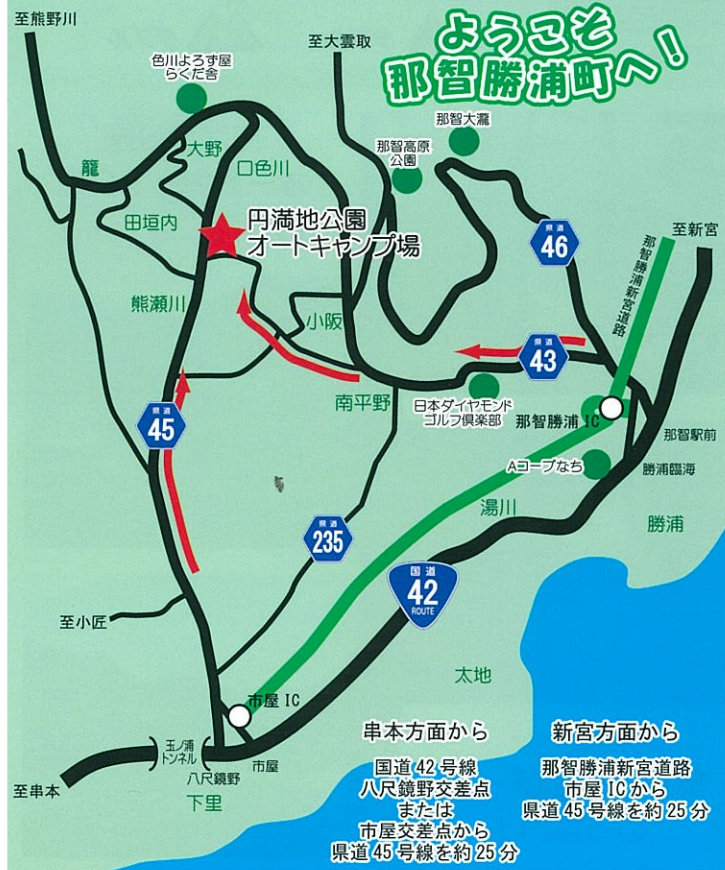 ようこそ
那智勝浦町へ！
至熊野川
至大雲取
色川よろず屋
らくだ舎
那智大瀧
那智高原
公園
大野
口色川
籠
田垣内
円満地公園
オートキャンプ場
県道
46
至新宮
那智勝浦新宮道路
熊瀬川
小阪
県道
43
県道
45
南平野
日本ダイヤモンド
ゴルフ倶楽部
那智勝浦 IC
那智駅前
Aコープなち
勝浦臨海
湯川
勝浦
県道
235
国道
42
ROUTE
至小匠
太地
市屋 IC
玉ノ浦
トンネル
市屋
八尺鏡野
至串本
下里
串本方面から
国道 42 号線
八尺鏡野交差点
または
市屋交差点から
県道 45 号線を約 25 分
新宮方面から
那智勝浦新宮道路
市屋 IC から
県道 45 号線を約 25 分